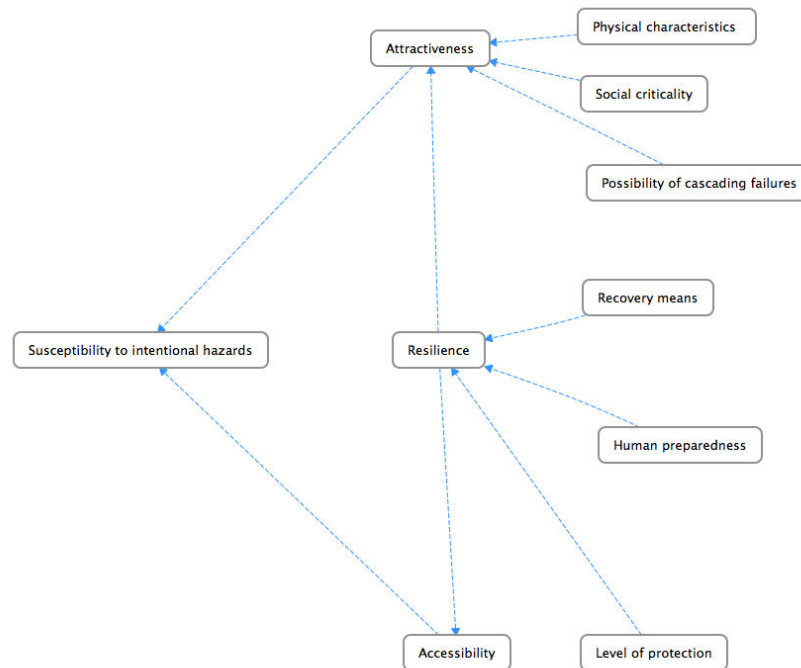 Physical characteristics
Attractiveness
Social criticality
Possibility of cascading failures
Recovery means
Susceptibility to intentional hazards
Resilience
Human preparedness
Accessibility
Level of protection